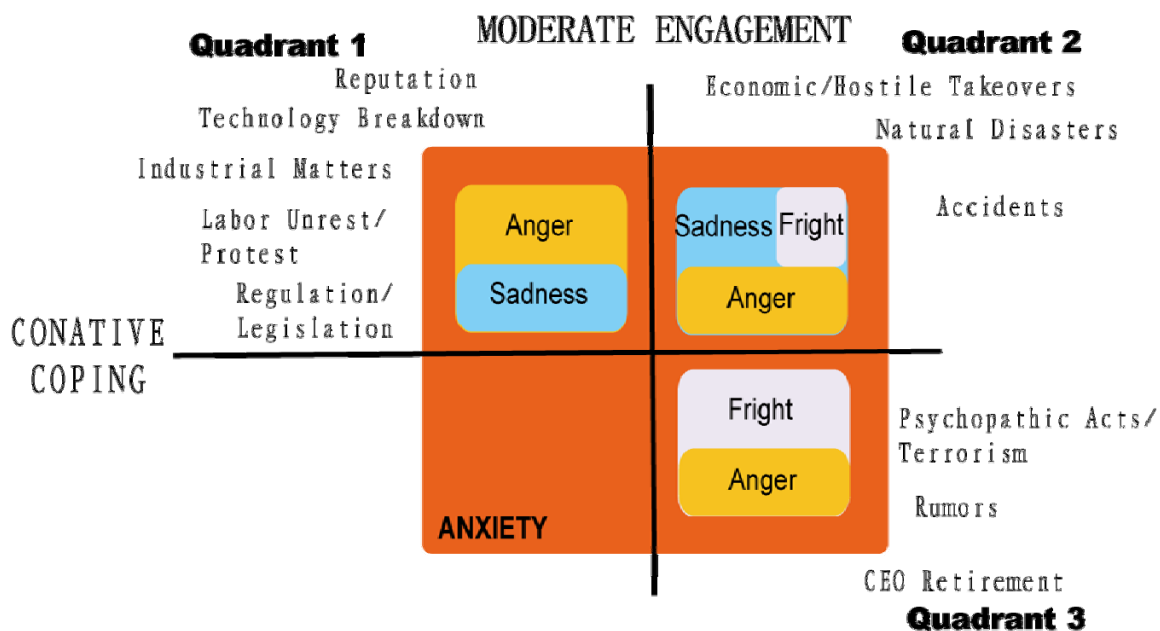 MODERATE ENGAGEMENT
Quadrant 1
Quadrant 2
Reputation
Economic/Hostile Takeovers
Technology Breakdown
Natural Disasters
Industrial Matters
Labor Unrest/
Protest
Accidents
Anger
Sadness
Sadness
Fright
Anger
Regulation/
Legislation
CONATIVE
COPING
Fright
Anger
Psychopathic Acts/
Terrorism
Rumors
ANXIETY
CEO Retirement
Quadrant 3